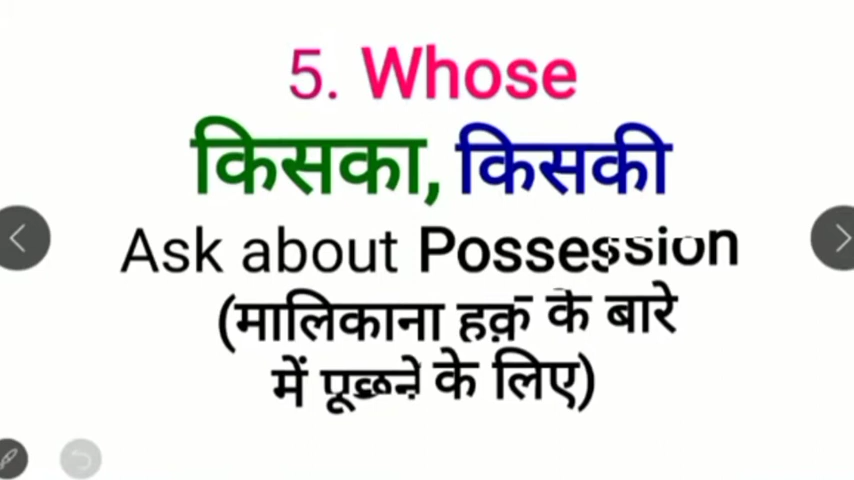 5. Whose
किसका, किसकी
Ask about Possession
(मालिकाना हक़ के बारे
में पूछने के लिए)